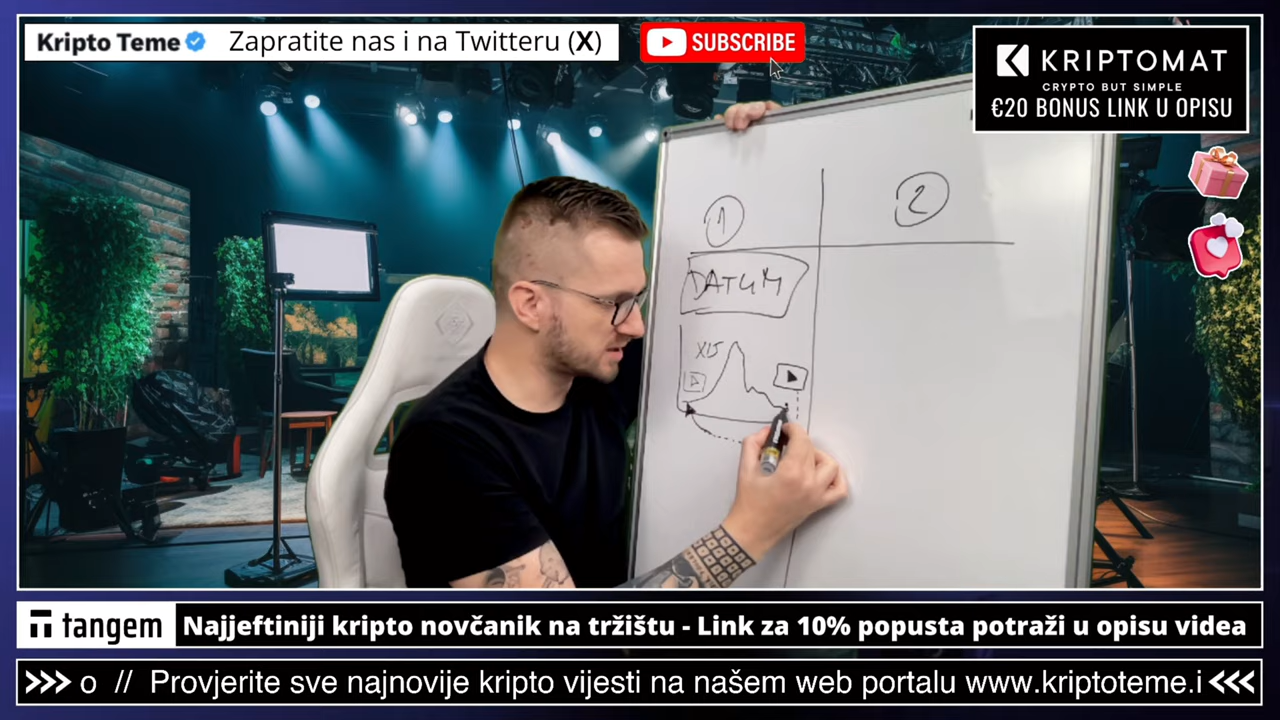 Kripto Teme
Zapratite nas i na Twitteru (X)
SUBSCRIBE
KRIPTOMAT
CRYPTO BUT SIMPLE
€20 BONUS LINK U OPISU
1
2
DATUM
X15
tangem
Najjeftiniji kripto novčanik na tržištu - Link za 10% popusta potraži u opisu videa
>>> o // Provjerite sve najnovije kripto vijesti na našem web portalu www.kriptoteme.i <<<